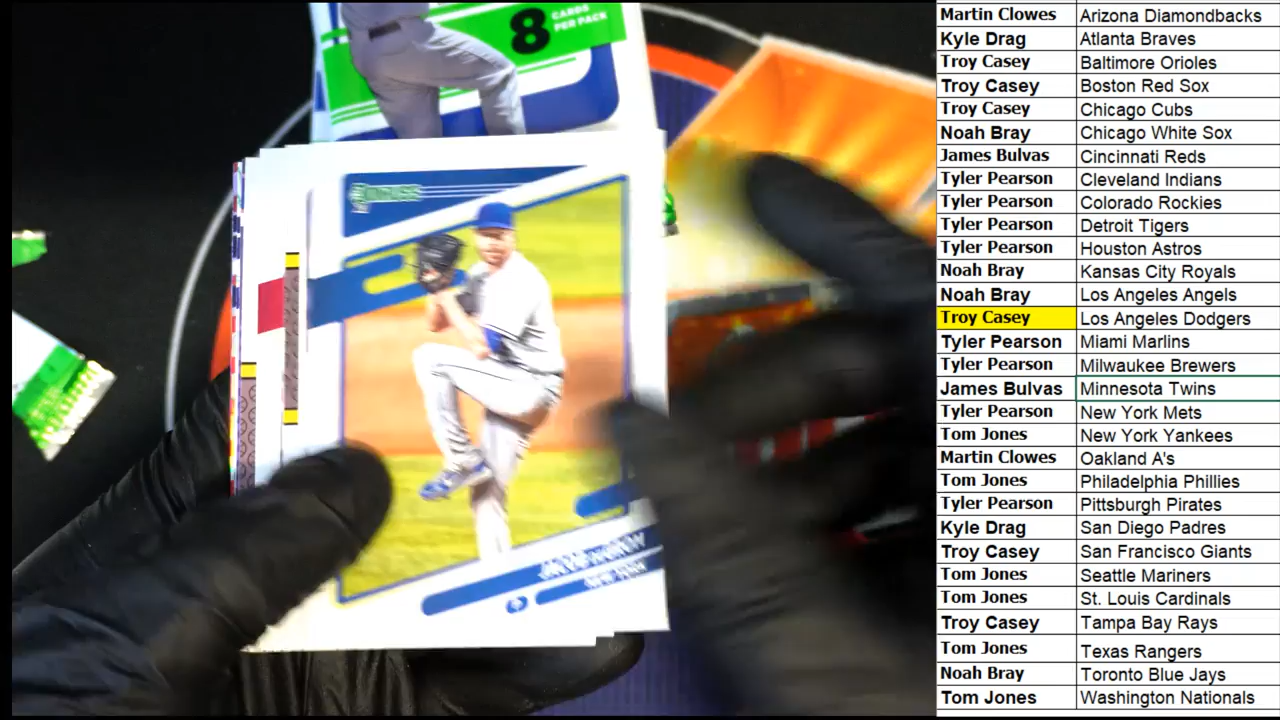 8 CARDS
PER PACK
NEW YORK
Martin Clowes Arizona Diamondbacks
Kyle Drag Atlanta Braves
Troy Casey Baltimore Orioles
Troy Casey Boston Red Sox
Troy Casey Chicago Cubs
Noah Bray Chicago White Sox
James Bulvas Cincinnati Reds
Tyler Pearson Cleveland Indians
Tyler Pearson Colorado Rockies
Tyler Pearson Detroit Tigers
Tyler Pearson Houston Astros
Noah Bray Kansas City Royals
Noah Bray Los Angeles Angels
Troy Casey Los Angeles Dodgers
Tyler Pearson Miami Marlins
Tyler Pearson Milwaukee Brewers
James Bulvas Minnesota Twins
Tyler Pearson New York Mets
Tom Jones New York Yankees
Martin Clowes Oakland A's
Tom Jones Philadelphia Phillies
Tyler Pearson Pittsburgh Pirates
Kyle Drag San Diego Padres
Troy Casey San Francisco Giants
Tom Jones Seattle Mariners
Tom Jones St. Louis Cardinals
Troy Casey Tampa Bay Rays
Tom Jones Texas Rangers
Noah Bray Toronto Blue Jays
Tom Jones Washington Nationals